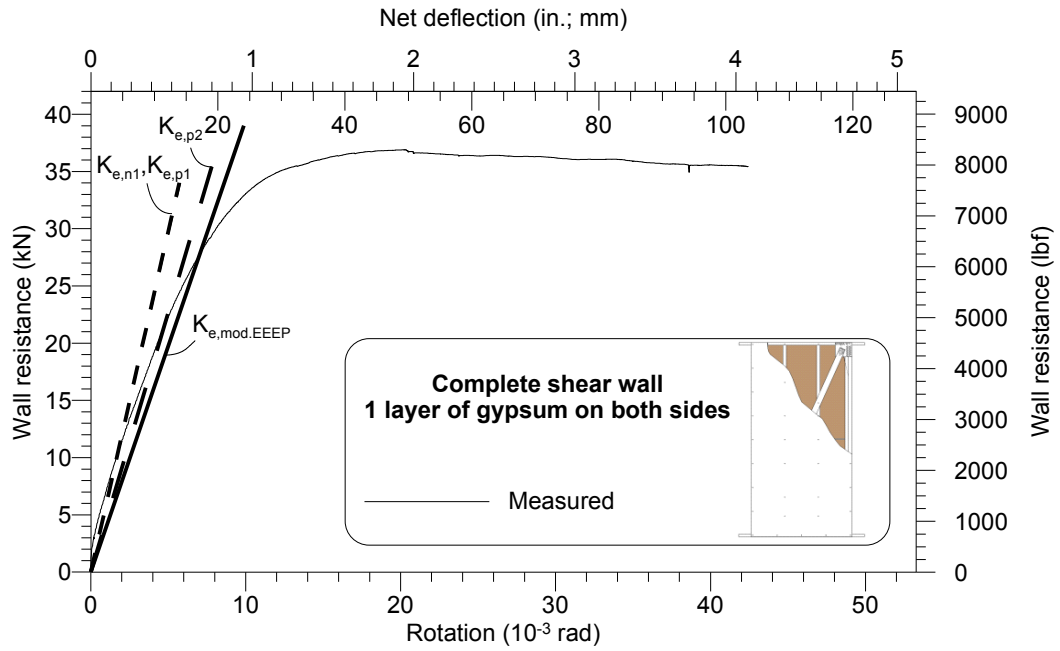 Net deflection (in.; mm)
0 1 2 3 4 5
20 40 60 80 100 120
40
35
30
25
20
15
10
5
0
Wall resistance (kN)
9000
8000
7000
6000
5000
4000
3000
2000
1000
0
Wall resistance (lbf)
K_e,p2
K_e,n1,K_e,p1
K_e,mod.EEEP
Complete shear wall
1 layer of gypsum on both sides
Measured
0 10 20 30 40 50
Rotation (10⁻³ rad)